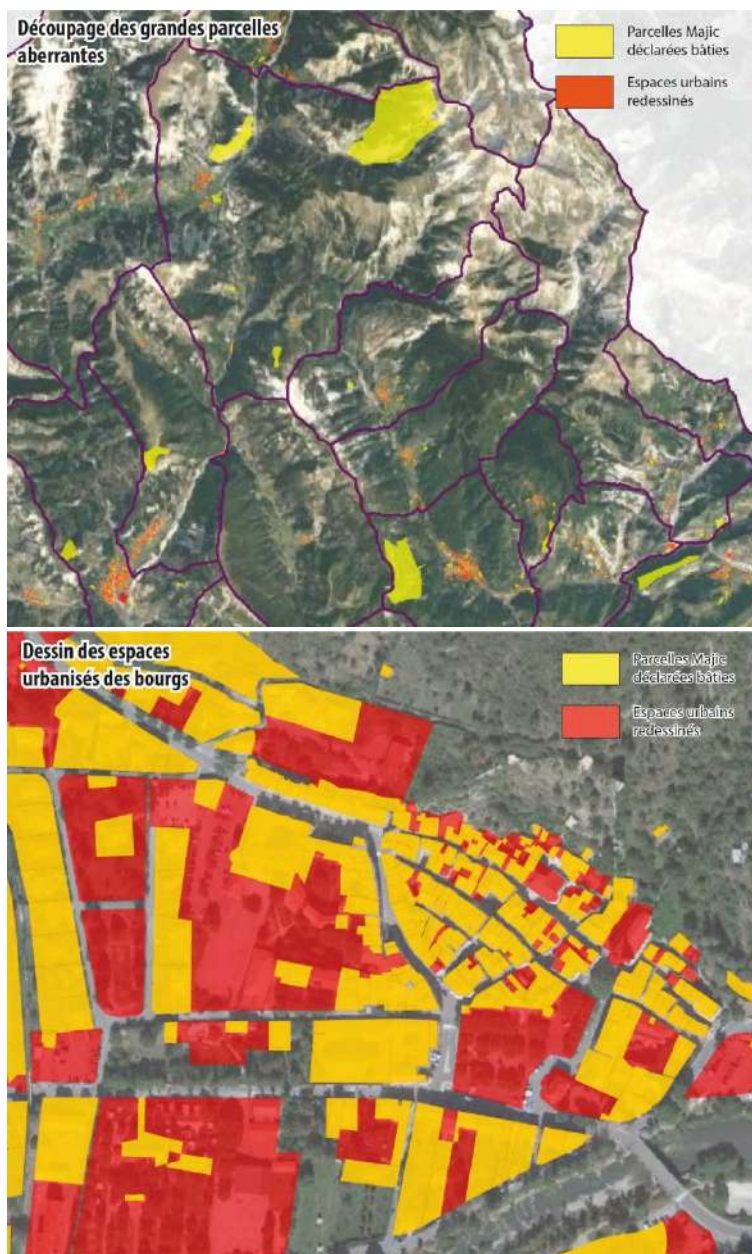 Découpage des grandes parcelles
aberrantes
Parcelles Majic
déclarées bâties
Espaces urbains
redessinés
Dessin des espaces
urbanisés des bourgs
Parcelles Majic
déclarées bâties
Espaces urbains
redessinés